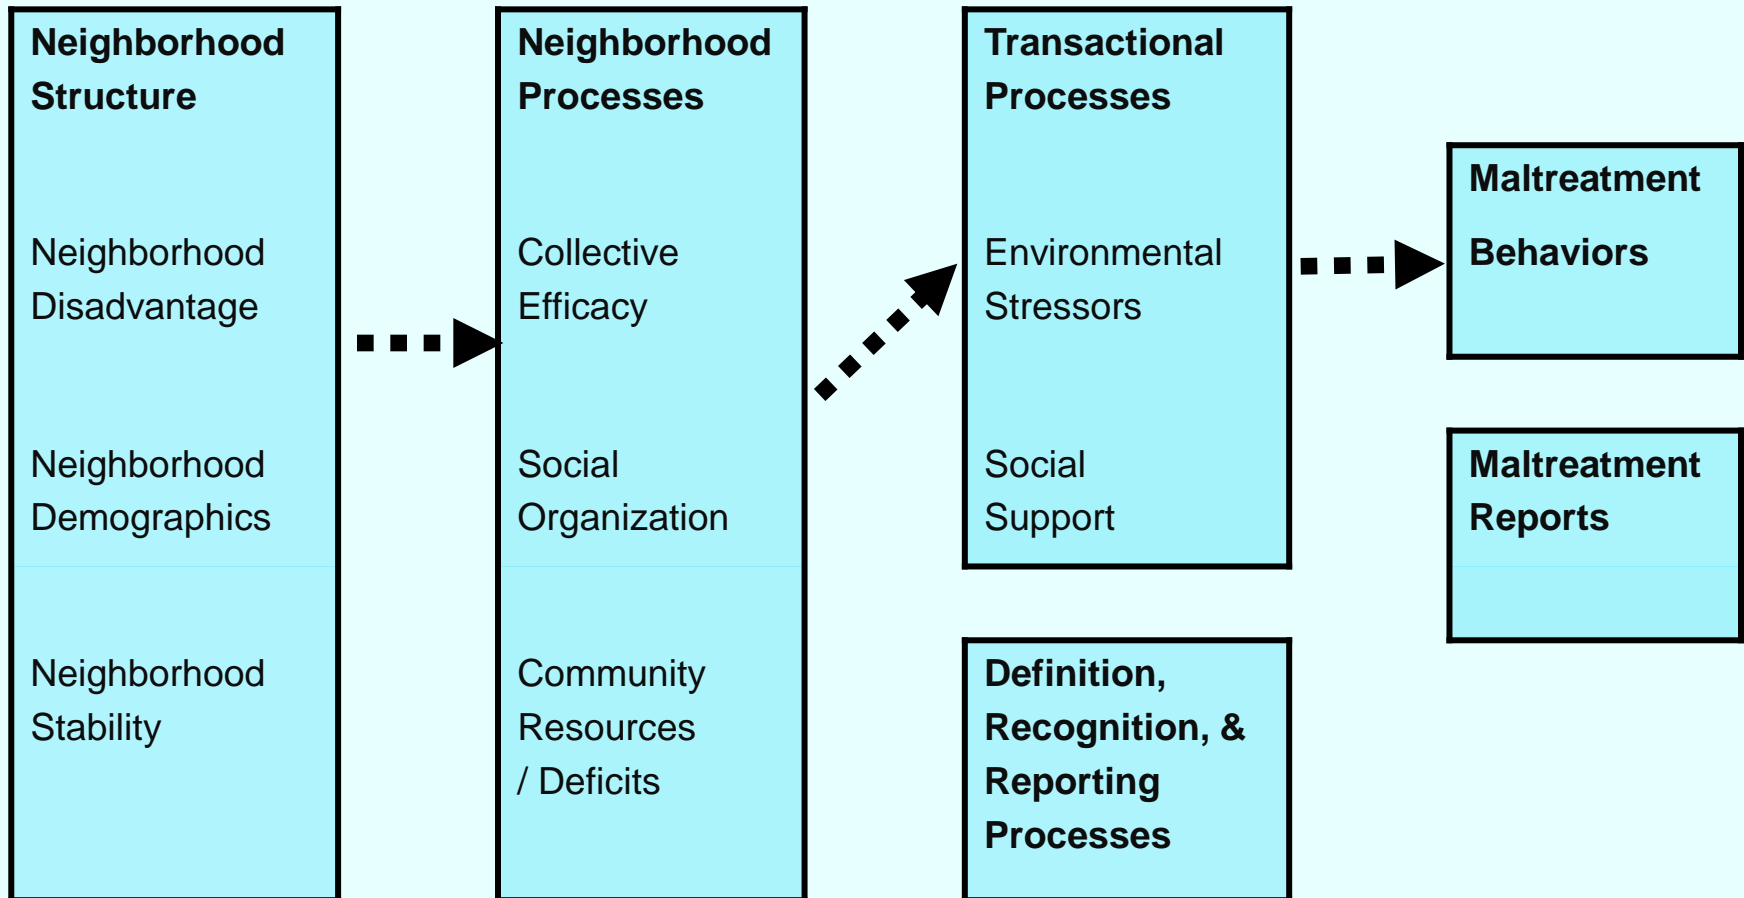 Neighborhood
Structure
Neighborhood
Disadvantage
Neighborhood
Demographics
Neighborhood
Stability
Neighborhood
Processes
Collective
Efficacy
Social
Organization
Community
Resources
/ Deficits
Transactional
Processes
Environmental
Stressors
Social
Support
Definition,
Recognition, &
Reporting
Processes
Maltreatment
Behaviors
Maltreatment
Reports